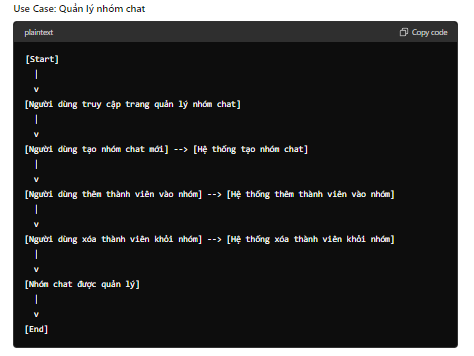 Use Case: Quản lý nhóm chat
plaintext
Copy code
[Start]
|
v
[Người dùng truy cập trang quản lý nhóm chat]
|
v
[Người dùng tạo nhóm chat mới] --> [Hệ thống tạo nhóm chat]
|
v
[Người dùng thêm thành viên vào nhóm] --> [Hệ thống thêm thành viên vào nhóm]
|
v
[Người dùng xóa thành viên khỏi nhóm] --> [Hệ thống xóa thành viên khỏi nhóm]
|
v
[Nhóm chat được quản lý]
|
v
[End]